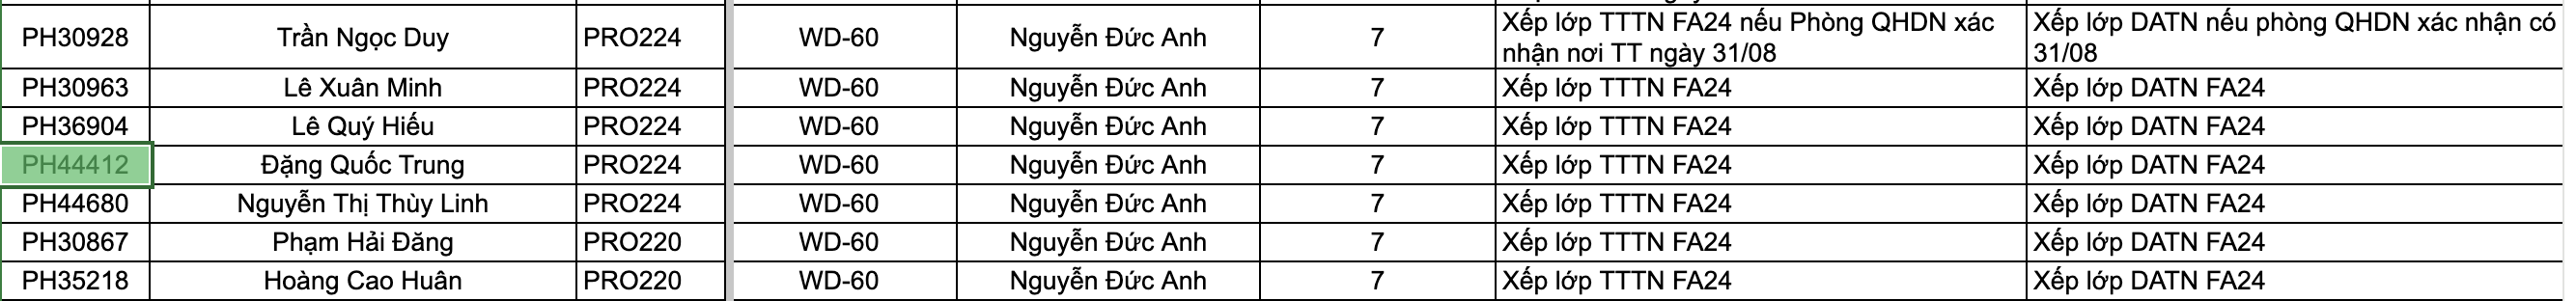 PH30928 Trần Ngọc Duy PRO224 WD-60 Nguyễn Đức Anh 7 Xếp lớp TTTN FA24 nếu Phòng QHDN xác nhận nơi TT ngày 31/08 Xếp lớp DATN nếu phòng QHDN xác nhận có 31/08
PH30963 Lê Xuân Minh PRO224 WD-60 Nguyễn Đức Anh 7 Xếp lớp TTTN FA24 Xếp lớp DATN FA24
PH36904 Lê Quý Hiếu PRO224 WD-60 Nguyễn Đức Anh 7 Xếp lớp TTTN FA24 Xếp lớp DATN FA24
PH44412 Đặng Quốc Trung PRO224 WD-60 Nguyễn Đức Anh 7 Xếp lớp TTTN FA24 Xếp lớp DATN FA24
PH44680 Nguyễn Thị Thùy Linh PRO224 WD-60 Nguyễn Đức Anh 7 Xếp lớp TTTN FA24 Xếp lớp DATN FA24
PH30867 Phạm Hải Đăng PRO220 WD-60 Nguyễn Đức Anh 7 Xếp lớp TTTN FA24 Xếp lớp DATN FA24
PH35218 Hoàng Cao Huân PRO220 WD-60 Nguyễn Đức Anh 7 Xếp lớp TTTN FA24 Xếp lớp DATN FA24